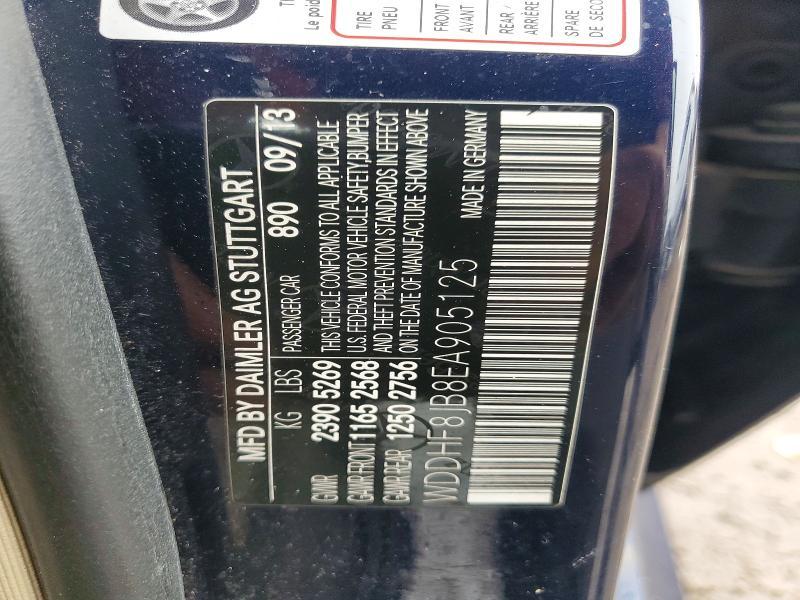 MFD BY DAIMLER AG STUTTGART
KG LBS PASSENGER CAR 890 09/13
GWR 2390 5269 THIS VEHICLE CONFORMS TO ALL APPLICABLE
GAWR FRONT 1165 2568 U.S. FEDERAL MOTOR VEHICLE SAFETY,BUMPER
GAWR REAR 1250 2756 AND THEFT PREVENTION STANDARDS IN EFFECT
ON THE DATE OF MANUFACTURE SHOWN ABOVE
WDDHF8JB8EA905125 MADE IN GERMANY
Le poid
TIRE
PNEU
FRONT
AVANT
REAR
ARRIÈRE
SPARE
DE SECO